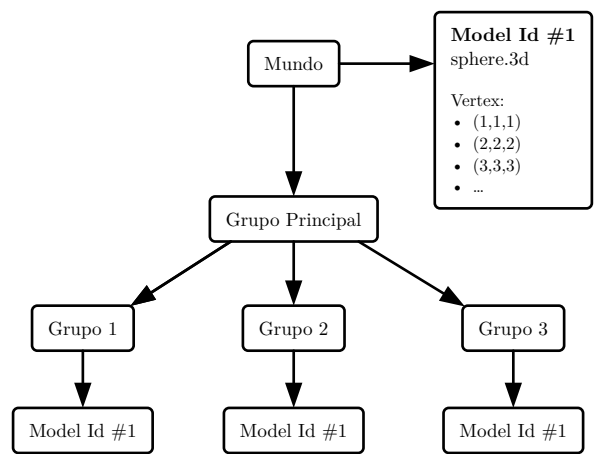 Mundo
Model Id #1
sphere.3d
Vertex:
• (1,1,1)
• (2,2,2)
• (3,3,3)
• ...
Grupo Principal
Grupo 1
Grupo 2
Grupo 3
Model Id #1
Model Id #1
Model Id #1